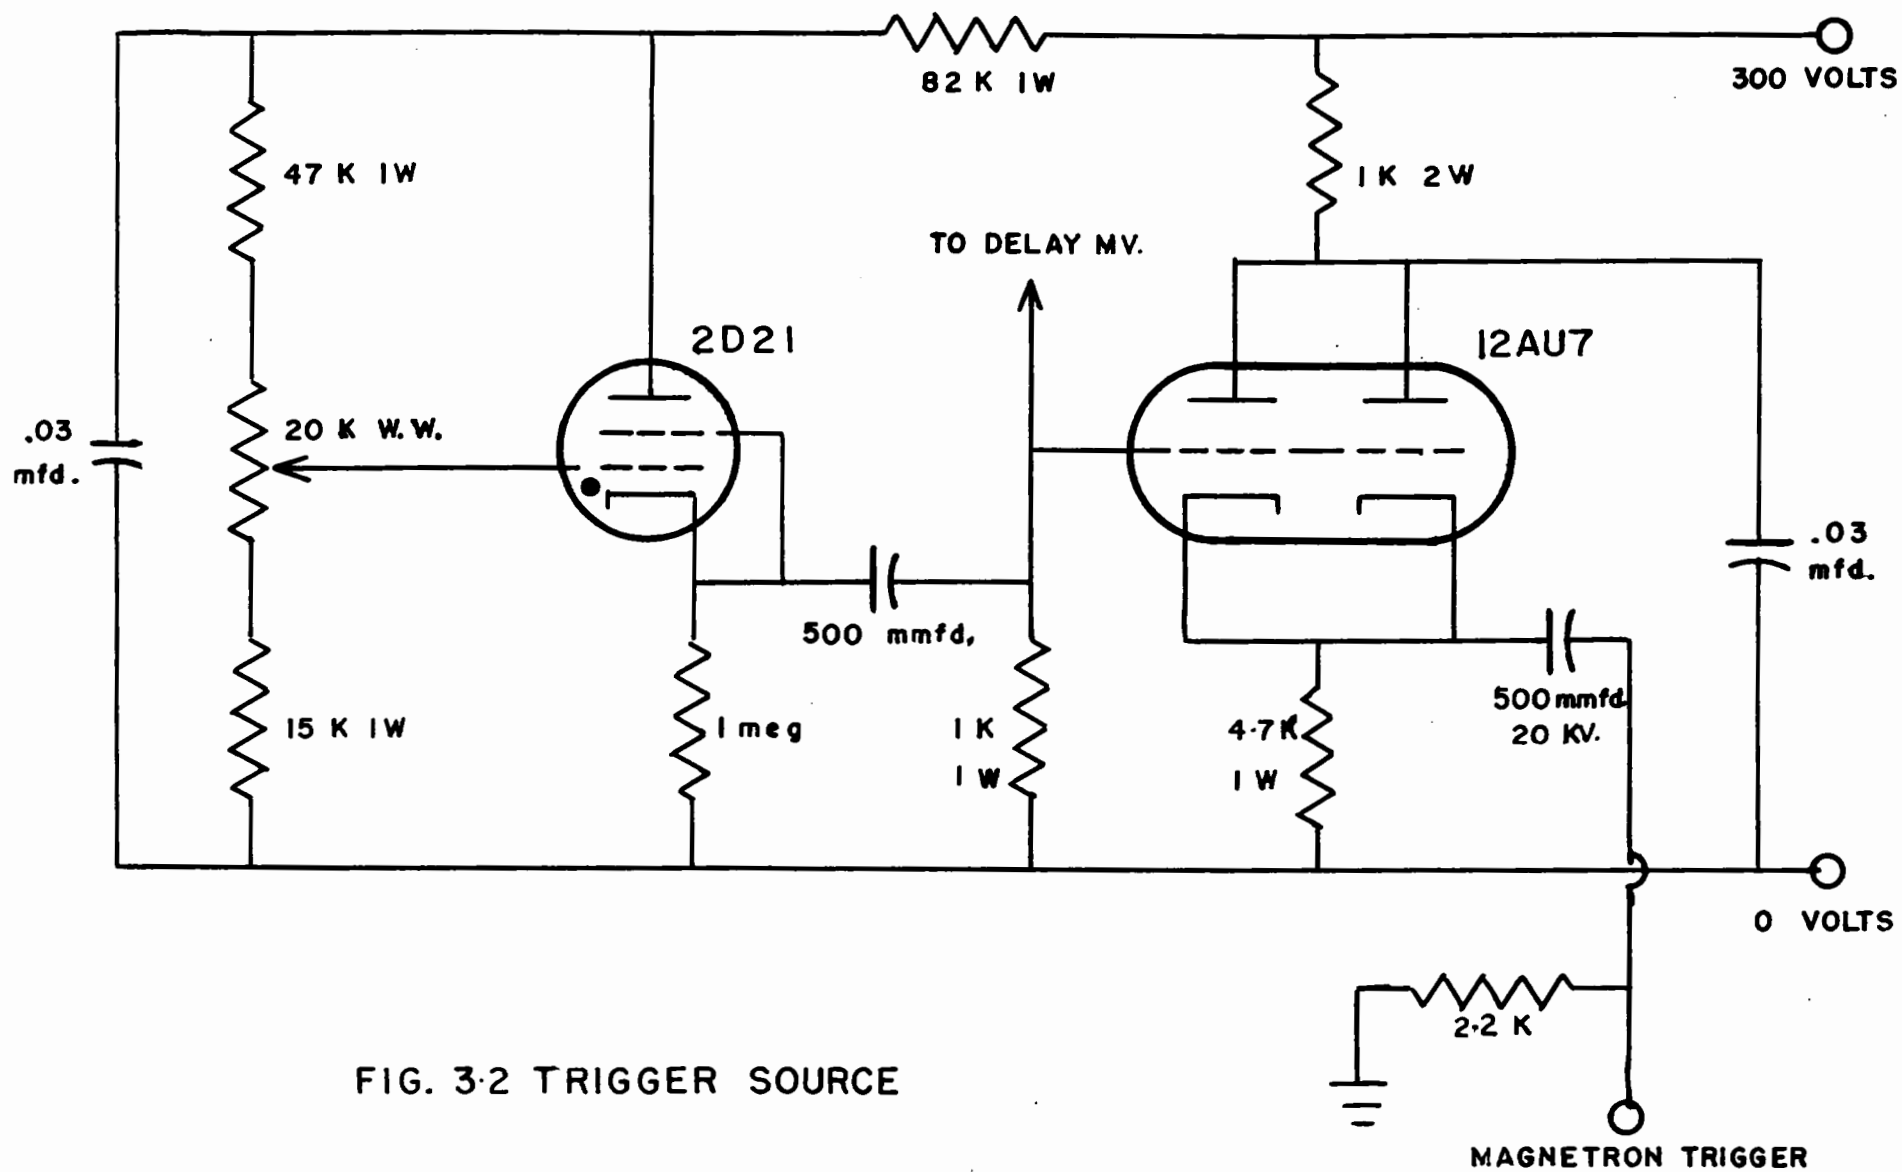 82 K 1W
300 VOLTS
47 K 1W
1 K 2 W
TO DELAY MV.
2D21
12AU7
.03
mfd.
20 K W.W.
.03
mfd.
500 mmfd,
15 K 1W
1 meg
1 K
1 W
4.7K
1 W
500 mmfd
20 KV.
0 VOLTS
2.2 K
FIG. 3.2 TRIGGER SOURCE
MAGNETRON TRIGGER